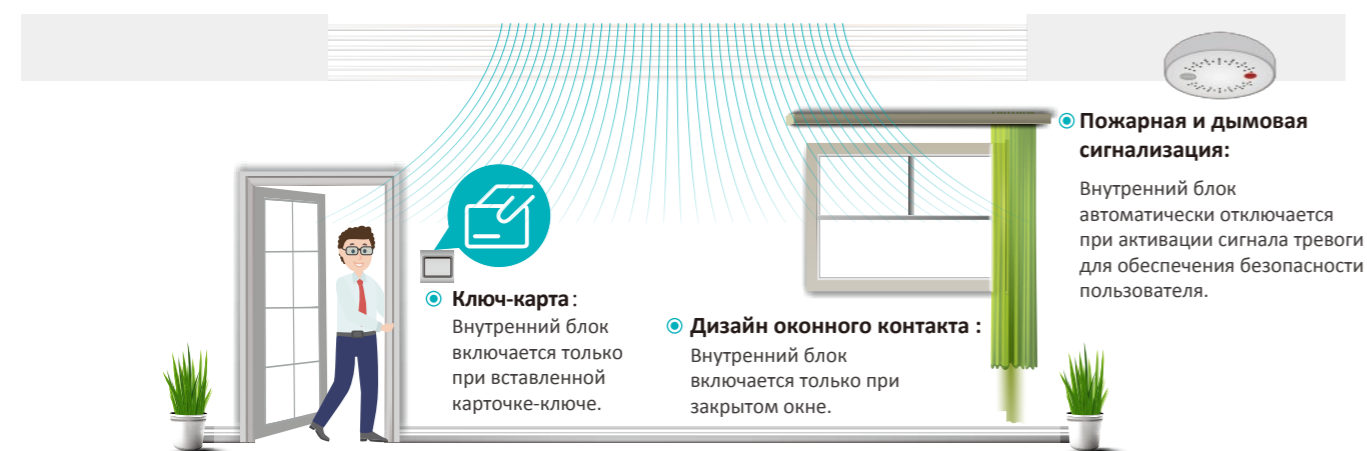 Пожарная и дымовая
сигнализация:
Внутренний блок
автоматически отключается
при активации сигнала тревоги
для обеспечения безопасности
пользователя.
Ключ-карта:
Внутренний блок
включается только
при вставленной
карточке-ключе.
Дизайн оконного контакта :
Внутренний блок
включается только при
закрытом окне.